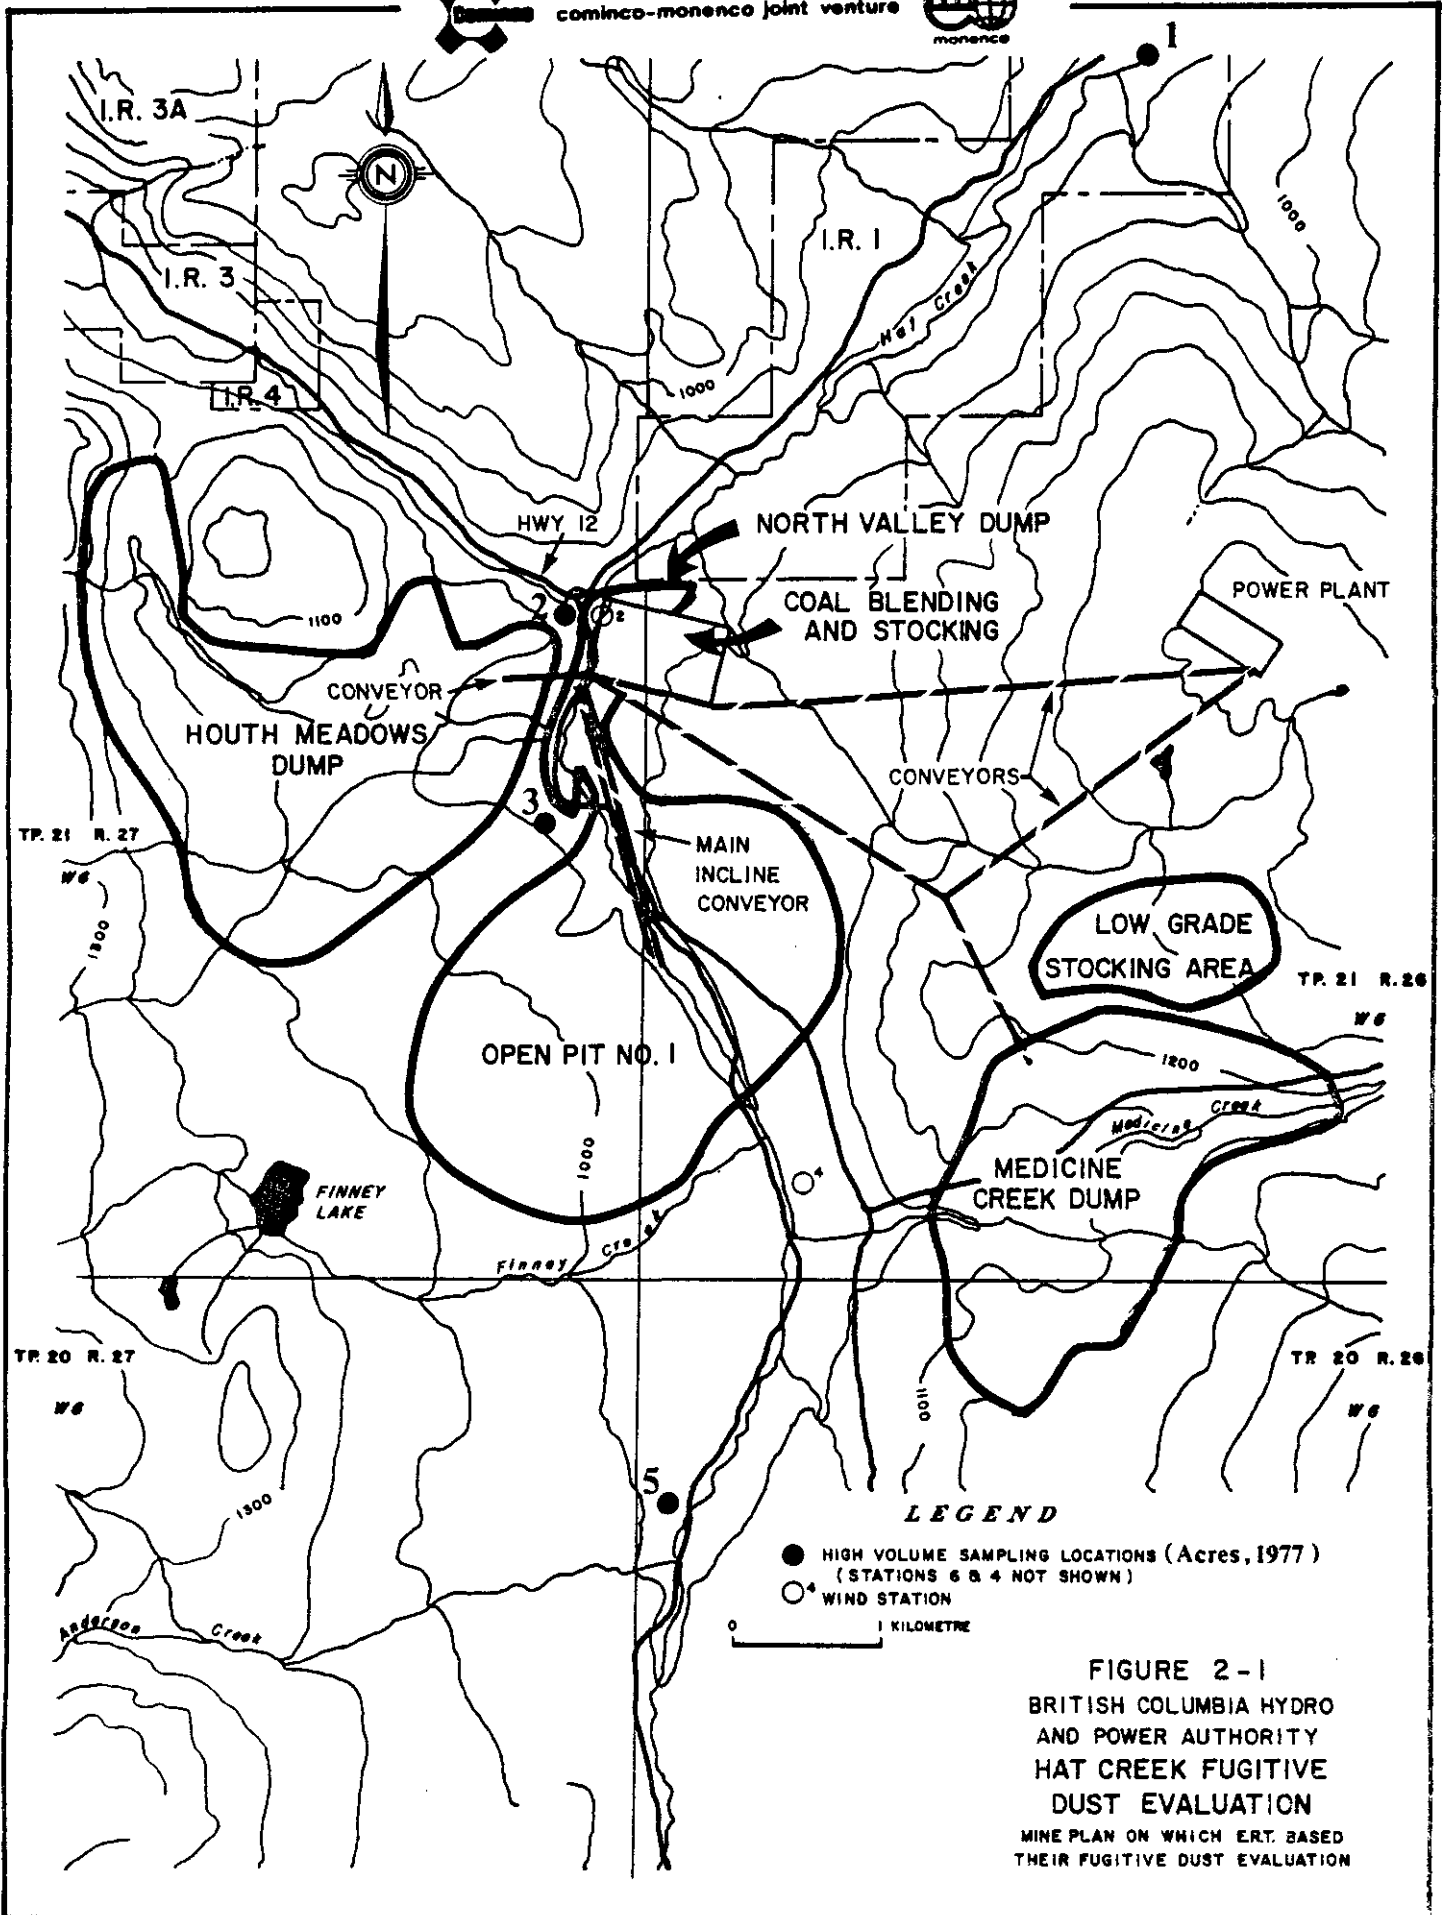 Cominco
cominco-monenco joint venture
monenco
1
I.R. 3A
N
1000
I.R. 1
I.R. 3
Hat Creek
1000
I.R. 4
HWY 12
NORTH VALLEY DUMP
POWER PLANT
2
2
COAL BLENDING
AND STOCKING
1100
CONVEYOR
HOUTH MEADOWS
DUMP
CONVEYORS
3
TP. 21 R. 27
W6
MAIN
INCLINE
CONVEYOR
1300
LOW GRADE
STOCKING AREA
TP. 21 R.26
W6
OPEN PIT NO. 1
1200
Medicine Creek
1000
MEDICINE
CREEK DUMP
4
FINNEY
LAKE
Finney Creek
TP. 20 R. 27
W6
TP. 20 R. 26
W6
1100
1300
5
LEGEND
HIGH VOLUME SAMPLING LOCATIONS (Acres, 1977)
(STATIONS 6 & 4 NOT SHOWN)
4 WIND STATION
0 1 KILOMETRE
Anderson Creek
FIGURE 2-1
BRITISH COLUMBIA HYDRO
AND POWER AUTHORITY
HAT CREEK FUGITIVE
DUST EVALUATION
MINE PLAN ON WHICH E.R.T. BASED
THEIR FUGITIVE DUST EVALUATION